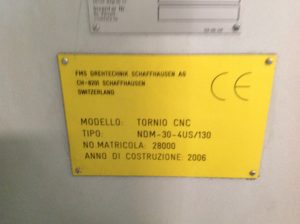 FMS DREHTECHNIK SCHAFFHAUSEN AG
CH-8201 SCHAFFHAUSEN
SWITZERLAND
CE
MODELLO: TORNIO CNC
TIPO: NDM-30-4US/130
NO MATRICOLA: 28000
ANNO DI COSTRUZIONE: 2006